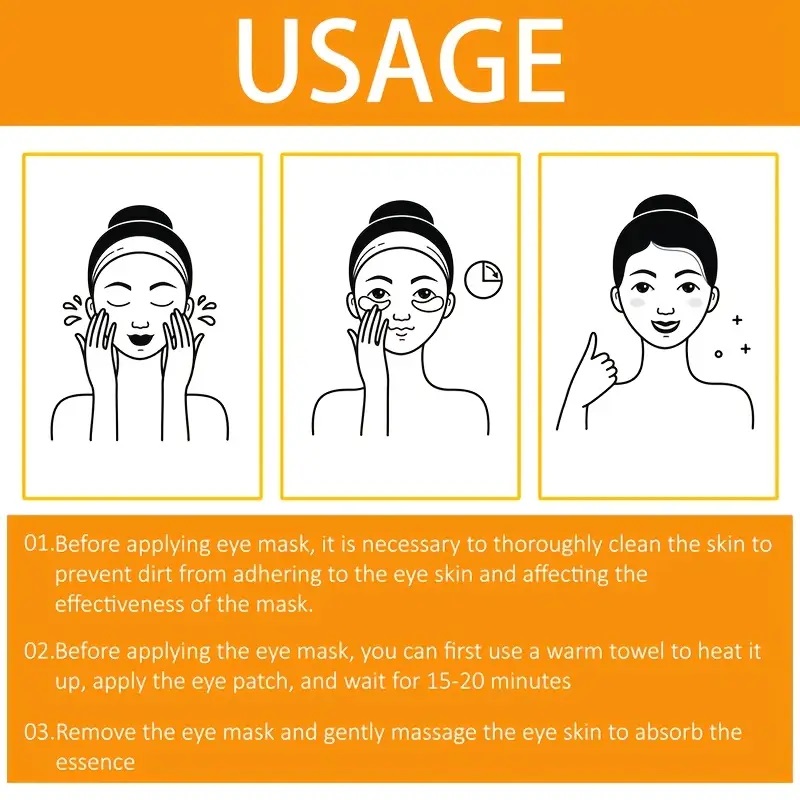 USAGE
01.Before applying eye mask, it is necessary to thoroughly clean the skin to
prevent dirt from adhering to the eye skin and affecting the
effectiveness of the mask.
02.Before applying the eye mask, you can first use a warm towel to heat it
up, apply the eye patch, and wait for 15-20 minutes
03.Remove the eye mask and gently massage the eye skin to absorb the
essence